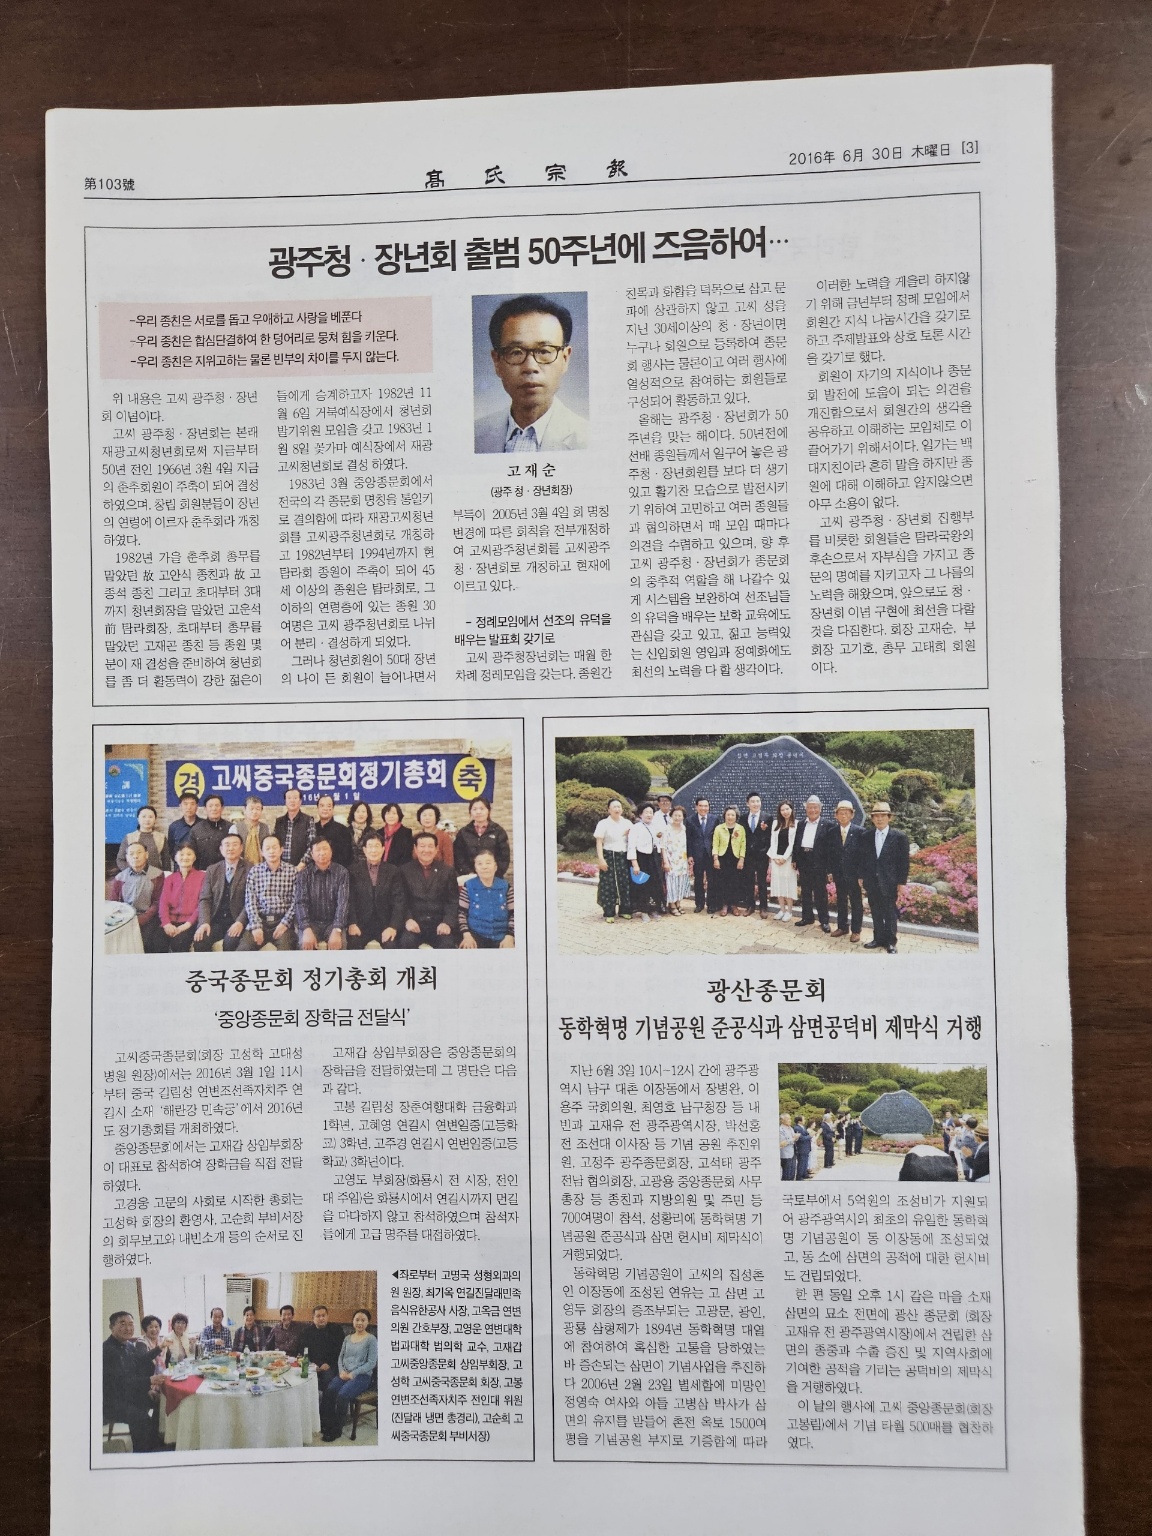 第103號
高氏宗報
2016年 6月 30日 木曜日 [3]
광주청·장년회 출범 50주년에 즈음하여…
-우리 종친은 서로를 돕고 우애하고 사랑을 베푼다
-우리 종친은 합심단결하여 한 덩어리로 뭉쳐 힘을 키운다.
-우리 종친은 지위고하는 물론 빈부의 차이를 두지 않는다.
위 내용은 고씨 광주청·장년
회 이념이다.
고씨 광주청·장년회는 본래
재광고씨청년회로써 지금부터
50년 전인 1966년 3월 4일 지금
의 춘추회원이 주축이 되어 결성
하였으며, 창립 회원분들이 장년
의 연령에 이르자 춘추회라 개칭
하였다.
1982년 가을 춘추회 총무를
맡았던 故 고안식 종친과 故 고
종석 종친 그리고 초대부터 3대
까지 청년회장을 맡았던 고운석
前 탐라회장, 초대부터 총무를
맡았던 고재곤 종친 등 종원 몇
분이 재 결성을 준비하여 청년회
를 좀 더 활동력이 강한 젊은이
들에게 승계하고자 1982년 11
월 6일 거북예식장에서 청년회
발기위원 모임을 갖고 1983년 1
월 8일 꽃가마 예식장에서 재광
고씨청년회로 결성 하였다.
1983년 3월 중앙종문회에서
전국의 각 종문회 명칭을 통일키
로 결의함에 따라 재광고씨청년
회를 고씨광주청년회로 개칭하
고 1982년부터 1994년까지 현
탐라회 종원이 주축이 되어 45
세 이상의 종원은 탐라회로, 그
이하의 연령층에 있는 종원 30
여명은 고씨 광주청년회로 나뉘
어 분리·결성하게 되었다.
그러나 청년회원이 50대 장년
의 나이 든 회원이 늘어나면서
고 재 순
(광주 청·장년회장)
부득이 2005년 3월 4일 회 명칭
변경에 따른 회칙을 전부개정하
여 고씨광주청년회를 고씨광주
청·장년회로 개칭하고 현재에
이르고 있다.
- 정례모임에서 선조의 유덕을
배우는 발표회 갖기로
고씨 광주청장년회는 매월 한
차례 정례모임을 갖는다. 종원간
친목과 화합을 덕목으로 삼고 문
파에 상관하지 않고 고씨 성을
지닌 30세이상의 청·장년이면
누구나 회원으로 등록하여 종문
회 행사는 물론이고 여러 행사에
열성적으로 참여하는 회원들로
구성되어 활동하고 있다.
올해는 광주청·장년회가 50
주년을 맞는 해이다. 50년전에
선배 종원들께서 일구어 놓은 광
주청·장년회원를 보다 더 생기
있고 활기찬 모습으로 발전시키
기 위하여 고민하고 여러 종원들
과 협의하면서 매 모임 때마다
의견을 수렴하고 있으며, 향 후
고씨 광주청·장년회가 종문회
의 중추적 역할을 해 나갈수 있
게 시스템을 보완하여 선조님들
의 유덕을 배우는 보학 교육에도
관심을 갖고 있고, 젊고 능력있
는 신입회원 영입과 정예화에도
최선의 노력을 다 할 생각이다.
이러한 노력을 게을리 하지않
기 위해 금년부터 정례 모임에서
회원간 지식 나눔시간을 갖기로
하고 주제발표와 상호 토론 시간
을 갖기로 했다.
회원이 자기의 지식이나 종문
회 발전에 도움이 되는 의견을
개진함으로서 회원간의 생각을
공유하고 이해하는 모임체로 이
끌어가기 위해서이다. 일가는 백
대지친이라 흔히 말을 하지만 종
원에 대해 이해하고 알지않으면
아무 소용이 없다.
고씨 광주청·장년회 집행부
를 비롯한 회원들은 탐라국왕의
후손으로서 자부심을 가지고 종
문의 명예를 지키고자 그 나름의
노력을 해왔으며, 앞으로도 청·
장년회 이념 구현에 최선을 다할
것을 다짐한다. 회장 고재순, 부
회장 고기호, 총무 고태희 회원
이다.
경 고씨중국종문회정기총회 축
중국종문회 정기총회 개최
‘중앙종문회 장학금 전달식’
고씨중국종문회(회장 고성학 고대성
병원 원장)에서는 2016년 3월 1일 11시
부터 중국 길림성 연변조선족자치주 연
길시 소재 ‘해란강 민속궁’에서 2016년
도 정기총회를 개최하였다.
중앙종문회에서는 고재갑 상임부회장
이 대표로 참석하여 장학금을 직접 전달
하였다.
고경웅 고문의 사회로 시작한 총회는
고성학 회장의 환영사, 고순희 부비서장
의 회무보고와 내빈소개 등의 순서로 진
행하였다.
고재갑 상임부회장은 중앙종문회의
장학금을 전달하였는데 그 명단은 다음
과 같다.
고봉 길림성 장춘여행대학 금융학과
1학년, 고혜영 연길시 연변일중(고등학
교) 3학년, 고주경 연길시 연변일중(고등
학교) 3학년이다.
고영도 부회장(화룡시 전 시장, 전인
대 주임)은 화룡시에서 연길시까지 먼길
을 마다하지 않고 참석하였으며 참석자
들에게 고급 명주를 대접하였다.
◀좌로부터 고명국 성형외과의
원 원장, 최기옥 연길진달래민족
음식유한공사 사장, 고옥금 연변
의원 간호부장, 고영운 연변대학
법과대학 법의학 교수, 고재갑
고씨중앙종문회 상임부회장, 고
성학 고씨중국종문회 회장, 고봉
연변조선족자치주 전인대 위원
(진달래 냉면 총경리), 고순희 고
씨중국종문회 부비서장)
광산종문회
동학혁명 기념공원 준공식과 삼면공덕비 제막식 거행
지난 6월 3일 10시~12시 간에 광주광
역시 남구 대촌 이장동에서 장병완, 이
용주 국회의원, 최영호 남구청장 등 내
빈과 고재유 전 광주광역시장, 박선홍
전 조선대 이사장 등 기념 공원 추진위
원, 고정주 광주종문회장, 고석태 광주
전남 협의회장, 고광용 중앙종문회 사무
총장 등 종친과 지방의원 및 주민 등
700여명이 참석, 성황리에 동학혁명 기
념공원 준공식과 삼면 헌시비 제막식이
거행되었다.
동학혁명 기념공원이 고씨의 집성촌
인 이장동에 조성된 연유는 고 삼면 고
영두 회장의 증조부되는 고광문, 광인,
광룡 삼형제가 1894년 동학혁명 대열
에 참여하여 혹심한 고통을 당하였는
바 증손되는 삼면이 기념사업을 추진하
다 2006년 2월 23일 별세함에 미망인
정영숙 여사와 아들 고병삼 박사가 삼
면의 유지를 받들어 혼전 옥토 1500여
평을 기념공원 부지로 기증함에 따라
국토부에서 5억원의 조성비가 지원되
어 광주광역시의 최초의 유일한 동학혁
명 기념공원이 동 이장동에 조성되었
고, 동 소에 삼면의 공적에 대한 헌시비
도 건립되었다.
한 편 동일 오후 1시 같은 마을 소재
삼면의 묘소 전면에 광산 종문회 (회장
고재유 전 광주광역시장)에서 건립한 삼
면의 종중과 수출 증진 및 지역사회에
기여한 공적을 기리는 공덕비의 제막식
을 거행하였다.
이 날의 행사에 고씨 중앙종문회(회장
고봉림)에서 기념 타월 500매를 협찬하
였다.